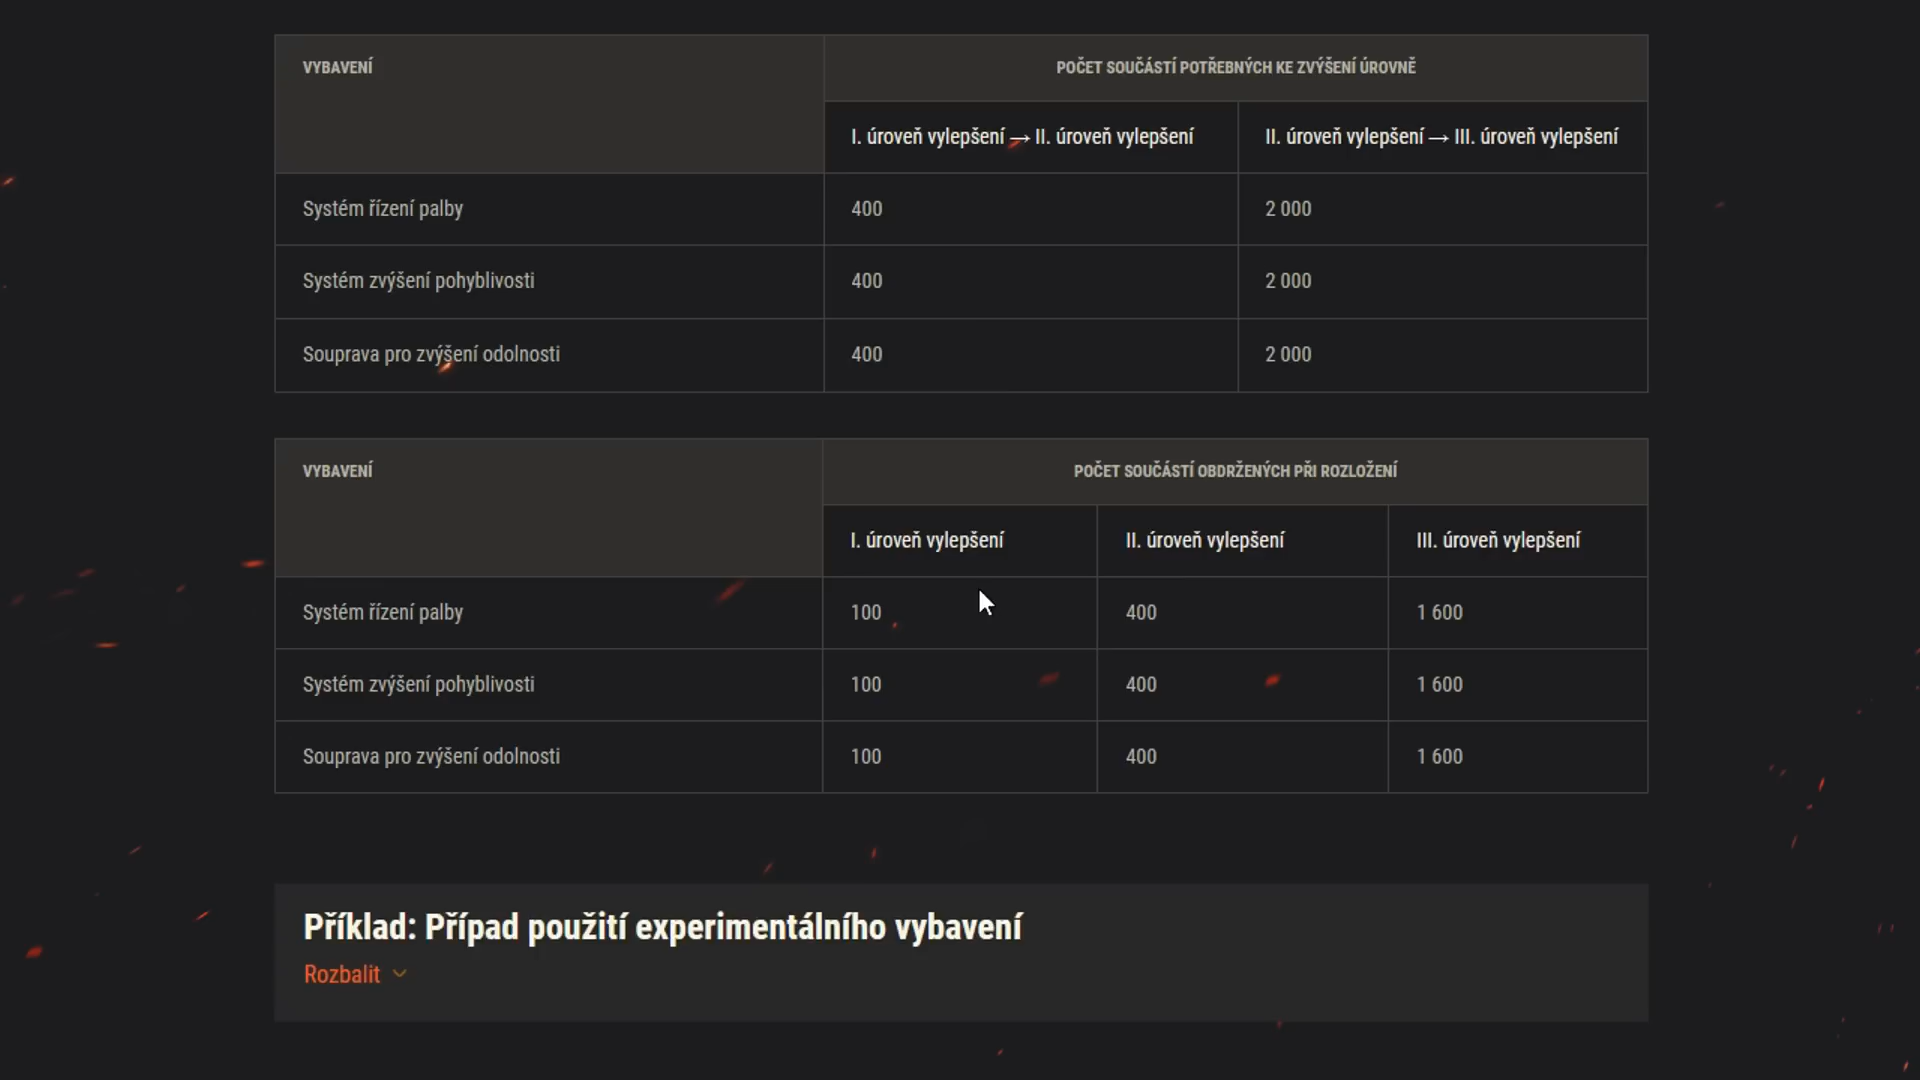 VYBAVENÍ
POČET SOUČÁSTÍ POTŘEBNÝCH KE ZVÝŠENÍ ÚROVNĚ
I. úroveň vylepšení → II. úroveň vylepšení
II. úroveň vylepšení → III. úroveň vylepšení
Systém řízení palby
400
2 000
Systém zvýšení pohyblivosti
400
2 000
Souprava pro zvýšení odolnosti
400
2 000
VYBAVENÍ
POČET SOUČÁSTÍ OBDRŽENÝCH PŘI ROZLOŽENÍ
I. úroveň vylepšení
II. úroveň vylepšení
III. úroveň vylepšení
Systém řízení palby
100
400
1 600
Systém zvýšení pohyblivosti
100
400
1 600
Souprava pro zvýšení odolnosti
100
400
1 600
Příklad: Případ použití experimentálního vybavení
Rozbalit